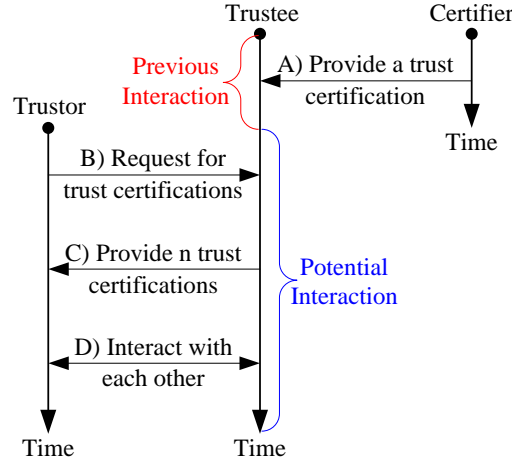 Trustee
Certifier
Previous
Interaction
A) Provide a trust
certification
Trustor
Time
B) Request for
trust certifications
C) Provide n trust
certifications
Potential
Interaction
D) Interact with
each other
Time
Time